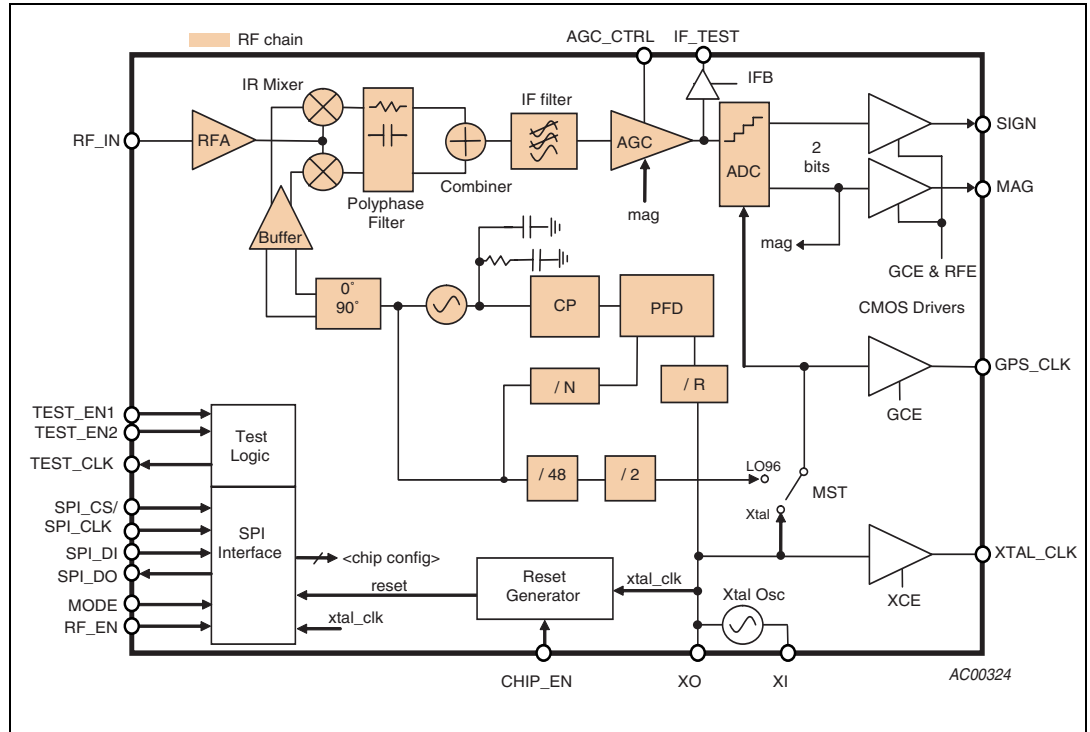 RF chain
AGC_CTRL
IF_TEST
IR Mixer
IFB
IF filter
RF_IN
RFA
AGC
ADC
2
bits
SIGN
MAG
Polyphase
Filter
Combiner
mag
mag
Buffer
GCE & RFE
0°
90°
CP
PFD
CMOS Drivers
/ N
/ R
GPS_CLK
GCE
TEST_EN1
TEST_EN2
TEST_CLK
Test
Logic
/ 48
/ 2
LO96
MST
Xtal
SPI_CS/
SPI_CLK
SPI_DI
SPI_DO
MODE
RF_EN
SPI
Interface
<chip config>
reset
xtal_clk
Reset
Generator
xtal_clk
Xtal Osc
XTAL_CLK
XCE
CHIP_EN
XO
XI
AC00324